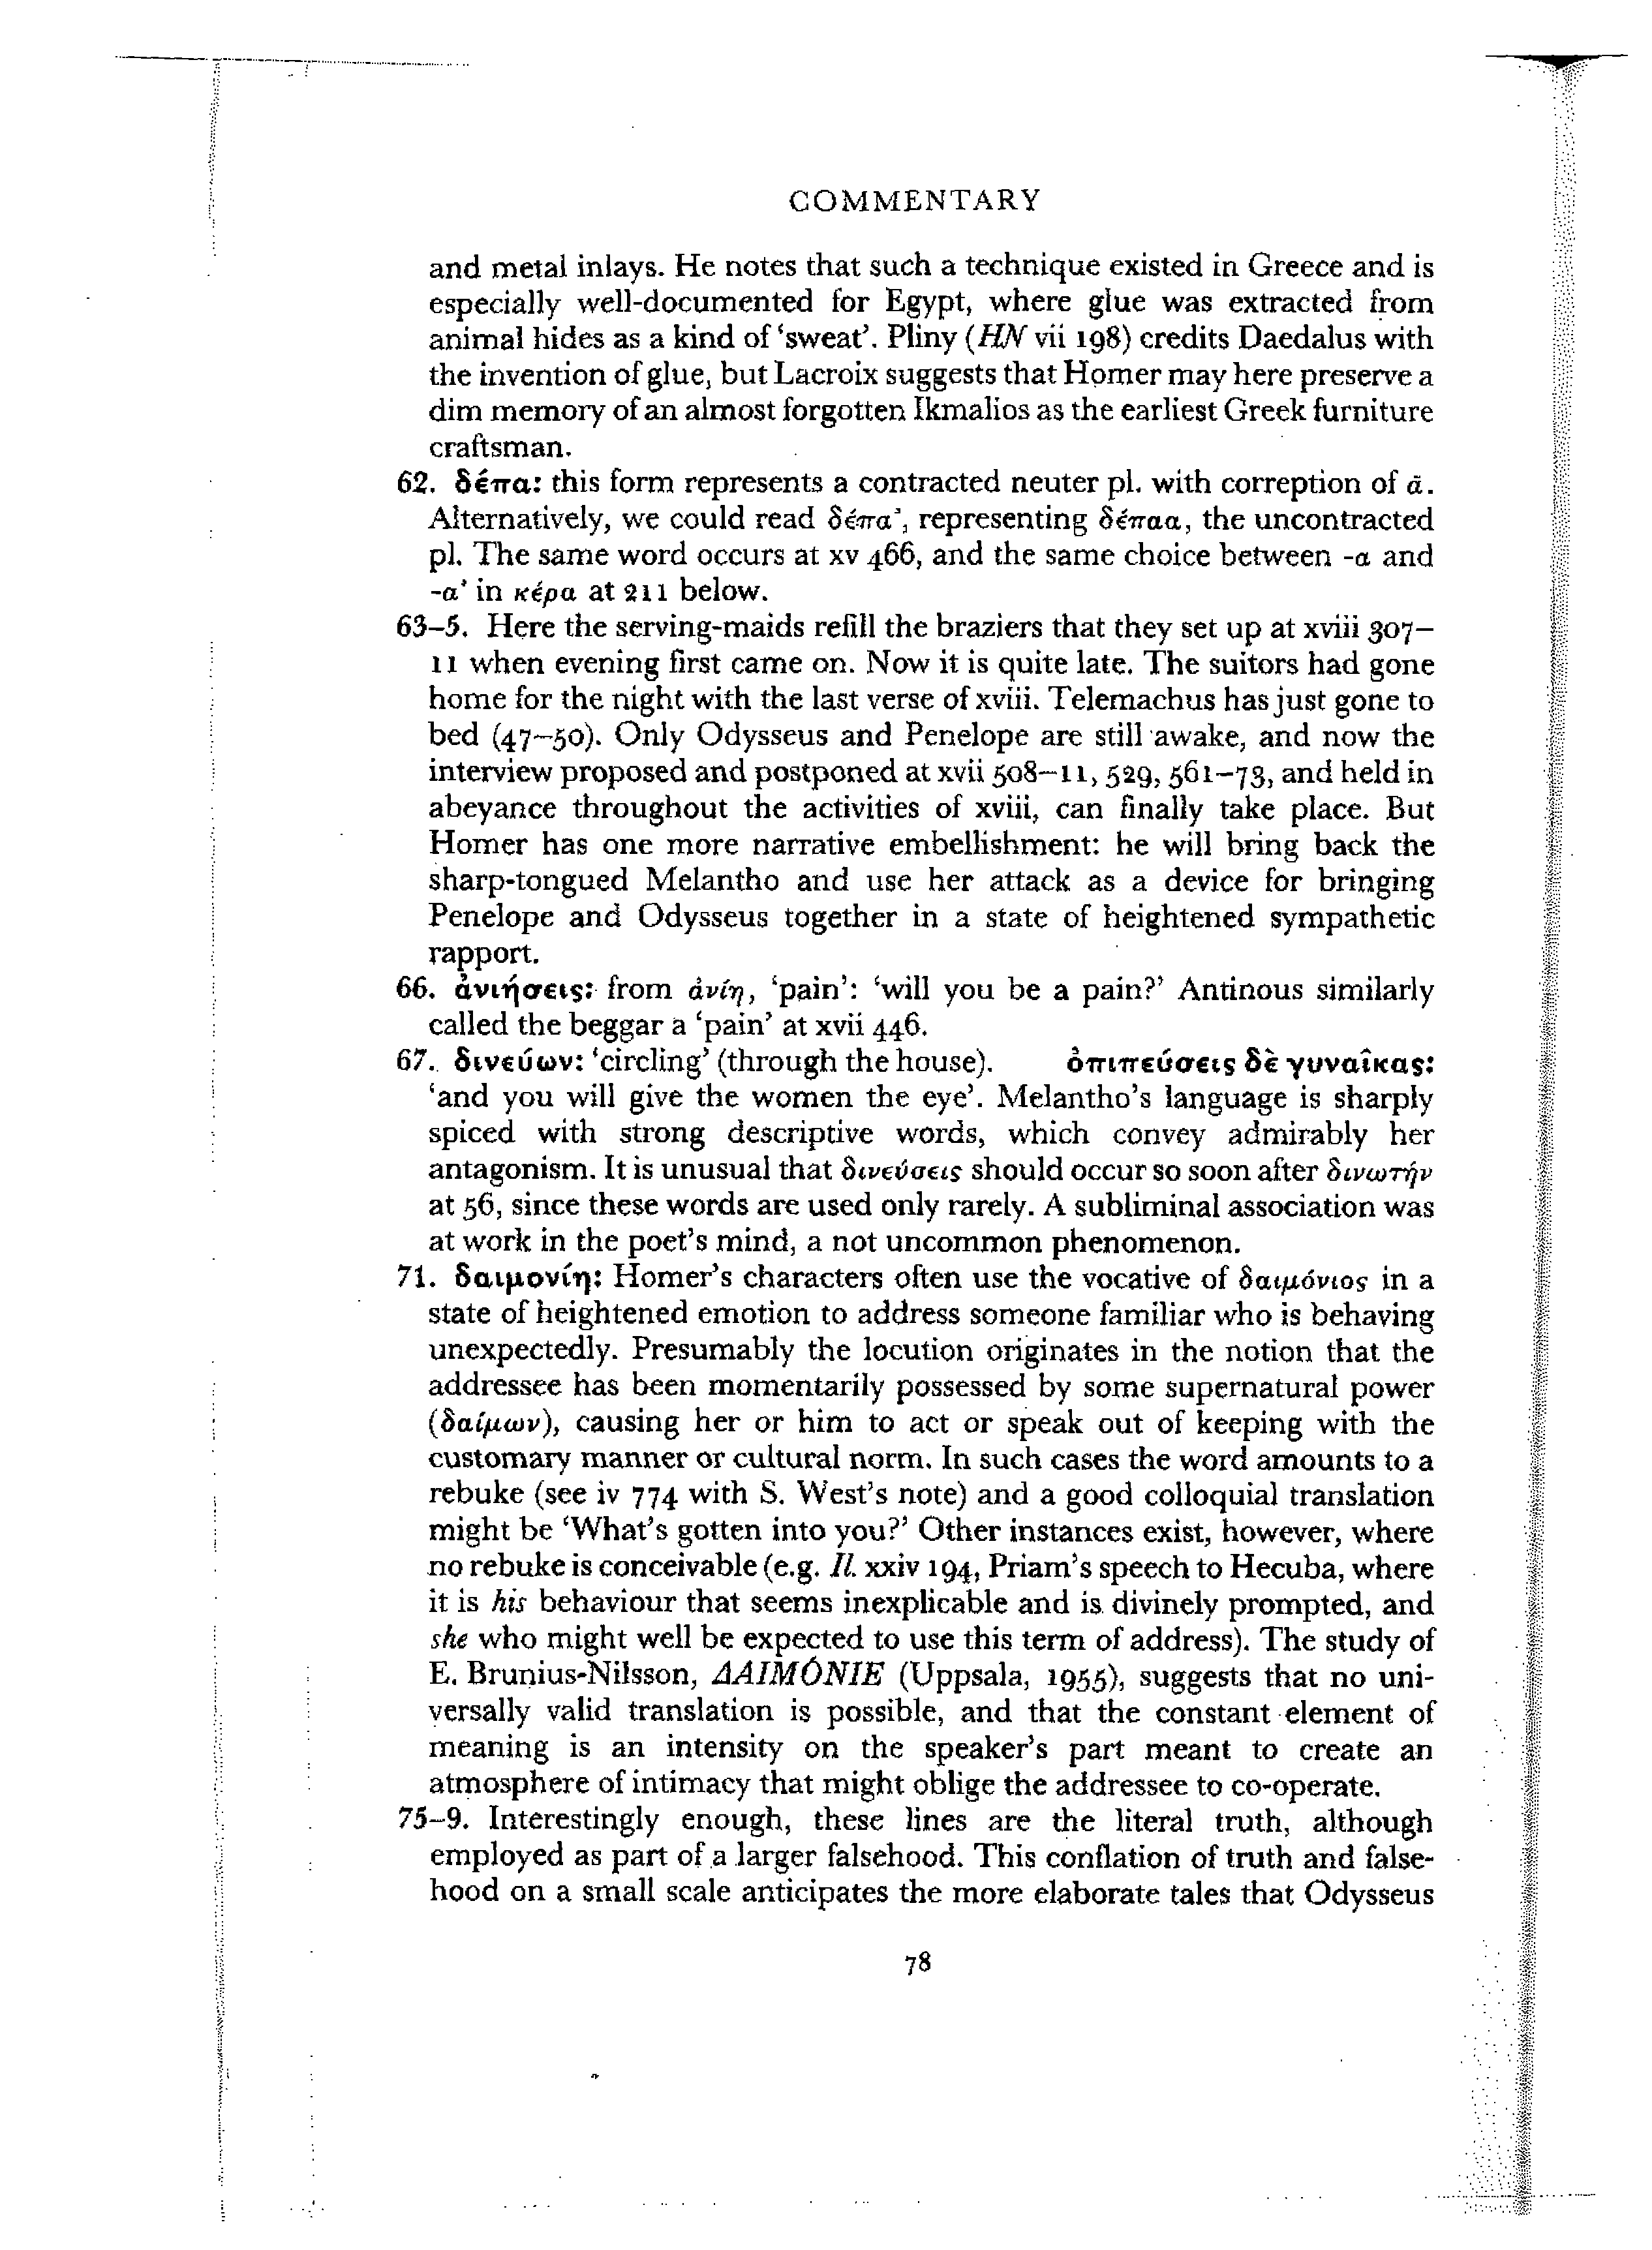 COMMENTARY
and metal inlays. He notes that such a technique existed in Greece and is
especially well-documented for Egypt, where glue was extracted from
animal hides as a kind of ‘sweat’. Pliny (HN vii 198) credits Daedalus with
the invention of glue, but Lacroix suggests that Homer may here preserve a
dim memory of an almost forgotten Ikmalios as the earliest Greek furniture
craftsman.
62. δέπα: this form represents a contracted neuter pl. with correption of ᾱ.
Alternatively, we could read δέπα’, representing δέπαα, the uncontracted
pl. The same word occurs at xv 466, and the same choice between -α and
-α’ in κέρα at 211 below.
63–5. Here the serving-maids refill the braziers that they set up at xviii 307–
11 when evening first came on. Now it is quite late. The suitors had gone
home for the night with the last verse of xviii. Telemachus has just gone to
bed (47–50). Only Odysseus and Penelope are still awake, and now the
interview proposed and postponed at xvii 508–11, 529, 561–73, and held in
abeyance throughout the activities of xviii, can finally take place. But
Homer has one more narrative embellishment: he will bring back the
sharp-tongued Melantho and use her attack as a device for bringing
Penelope and Odysseus together in a state of heightened sympathetic
rapport.
66. ἀνιήσεις: from ἀνίη, ‘pain’: ‘will you be a pain?’ Antinous similarly
called the beggar a ‘pain’ at xvii 446.
67. δινεύων: ‘circling’ (through the house). ὀπιπεύσεις δὲ γυναῖκας:
‘and you will give the women the eye’. Melantho’s language is sharply
spiced with strong descriptive words, which convey admirably her
antagonism. It is unusual that δινεύσεις should occur so soon after δινωτήν
at 56, since these words are used only rarely. A subliminal association was
at work in the poet’s mind, a not uncommon phenomenon.
71. δαιμονίη: Homer’s characters often use the vocative of δαιμόνιος in a
state of heightened emotion to address someone familiar who is behaving
unexpectedly. Presumably the locution originates in the notion that the
addressee has been momentarily possessed by some supernatural power
(δαίμων), causing her or him to act or speak out of keeping with the
customary manner or cultural norm. In such cases the word amounts to a
rebuke (see iv 774 with S. West’s note) and a good colloquial translation
might be ‘What’s gotten into you?’ Other instances exist, however, where
no rebuke is conceivable (e.g. Il. xxiv 194, Priam’s speech to Hecuba, where
it is his behaviour that seems inexplicable and is divinely prompted, and
she who might well be expected to use this term of address). The study of
E. Brunius-Nilsson, ΔΑΙΜΌΝΙΕ (Uppsala, 1955), suggests that no uni-
versally valid translation is possible, and that the constant element of
meaning is an intensity on the speaker’s part meant to create an
atmosphere of intimacy that might oblige the addressee to co-operate.
75–9. Interestingly enough, these lines are the literal truth, although
employed as part of a larger falsehood. This conflation of truth and false-
hood on a small scale anticipates the more elaborate tales that Odysseus
78